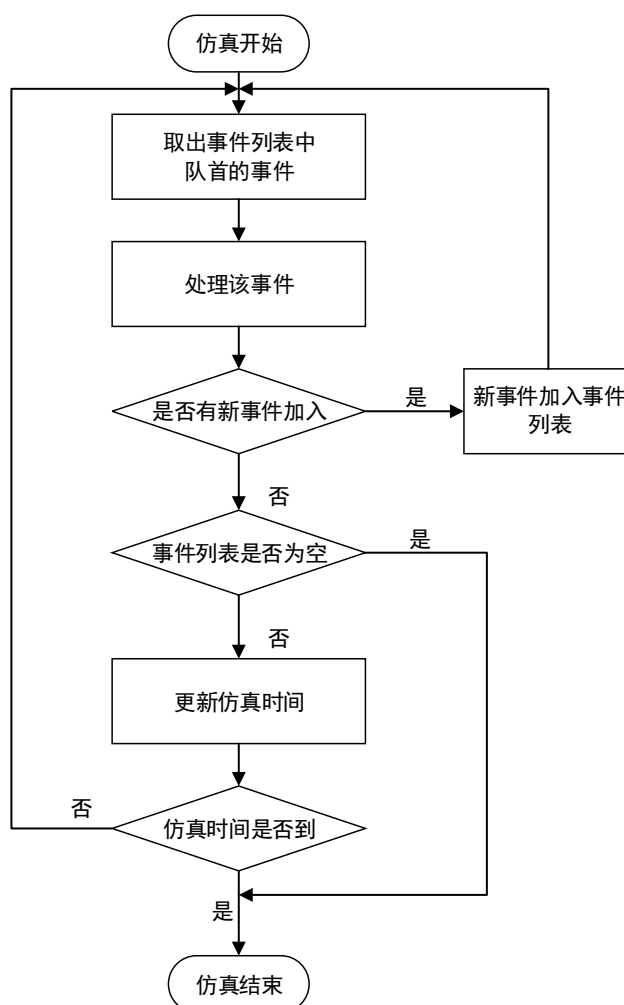 仿真开始
取出事件列表中
队首的事件
处理该事件
是否有新事件加入
是
新事件加入事件
列表
否
事件列表是否为空
是
否
更新仿真时间
否
仿真时间是否到
是
仿真结束